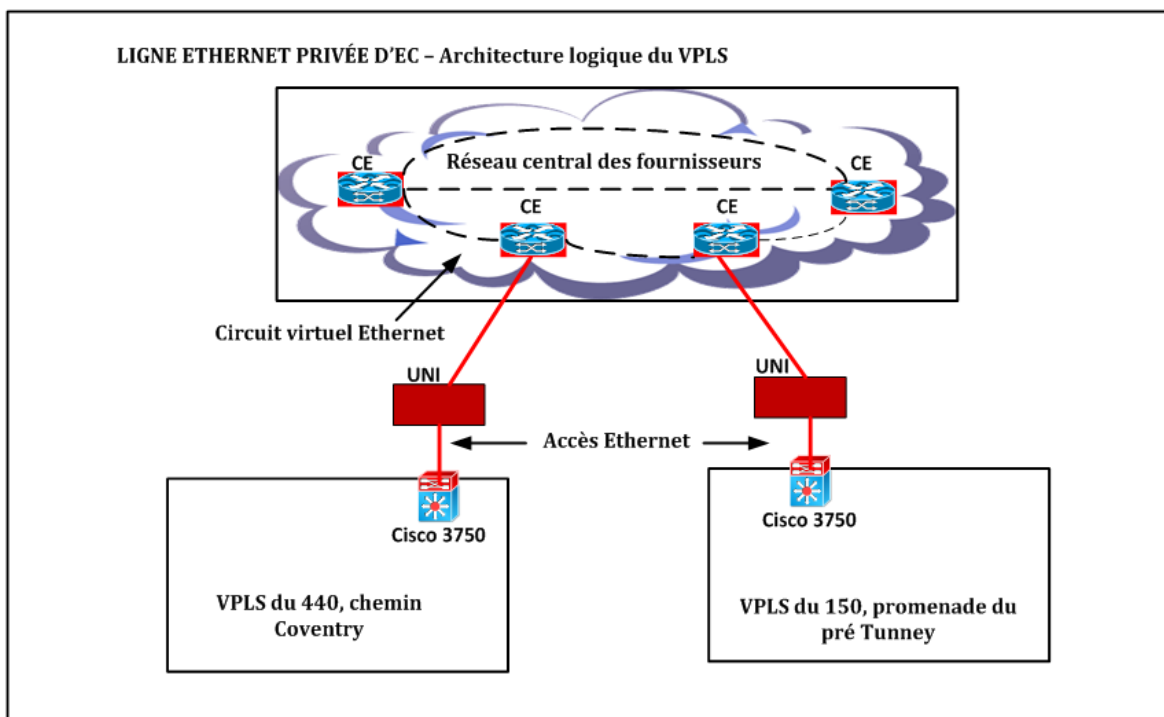 LIGNE ETHERNET PRIVÉE D'EC – Architecture logique du VPLS
CE
Réseau central des fournisseurs
CE
CE
CE
Circuit virtuel Ethernet
UNI
UNI
Accès Ethernet
Cisco 3750
Cisco 3750
VPLS du 440, chemin
Coventry
VPLS du 150, promenade du
pré Tunney